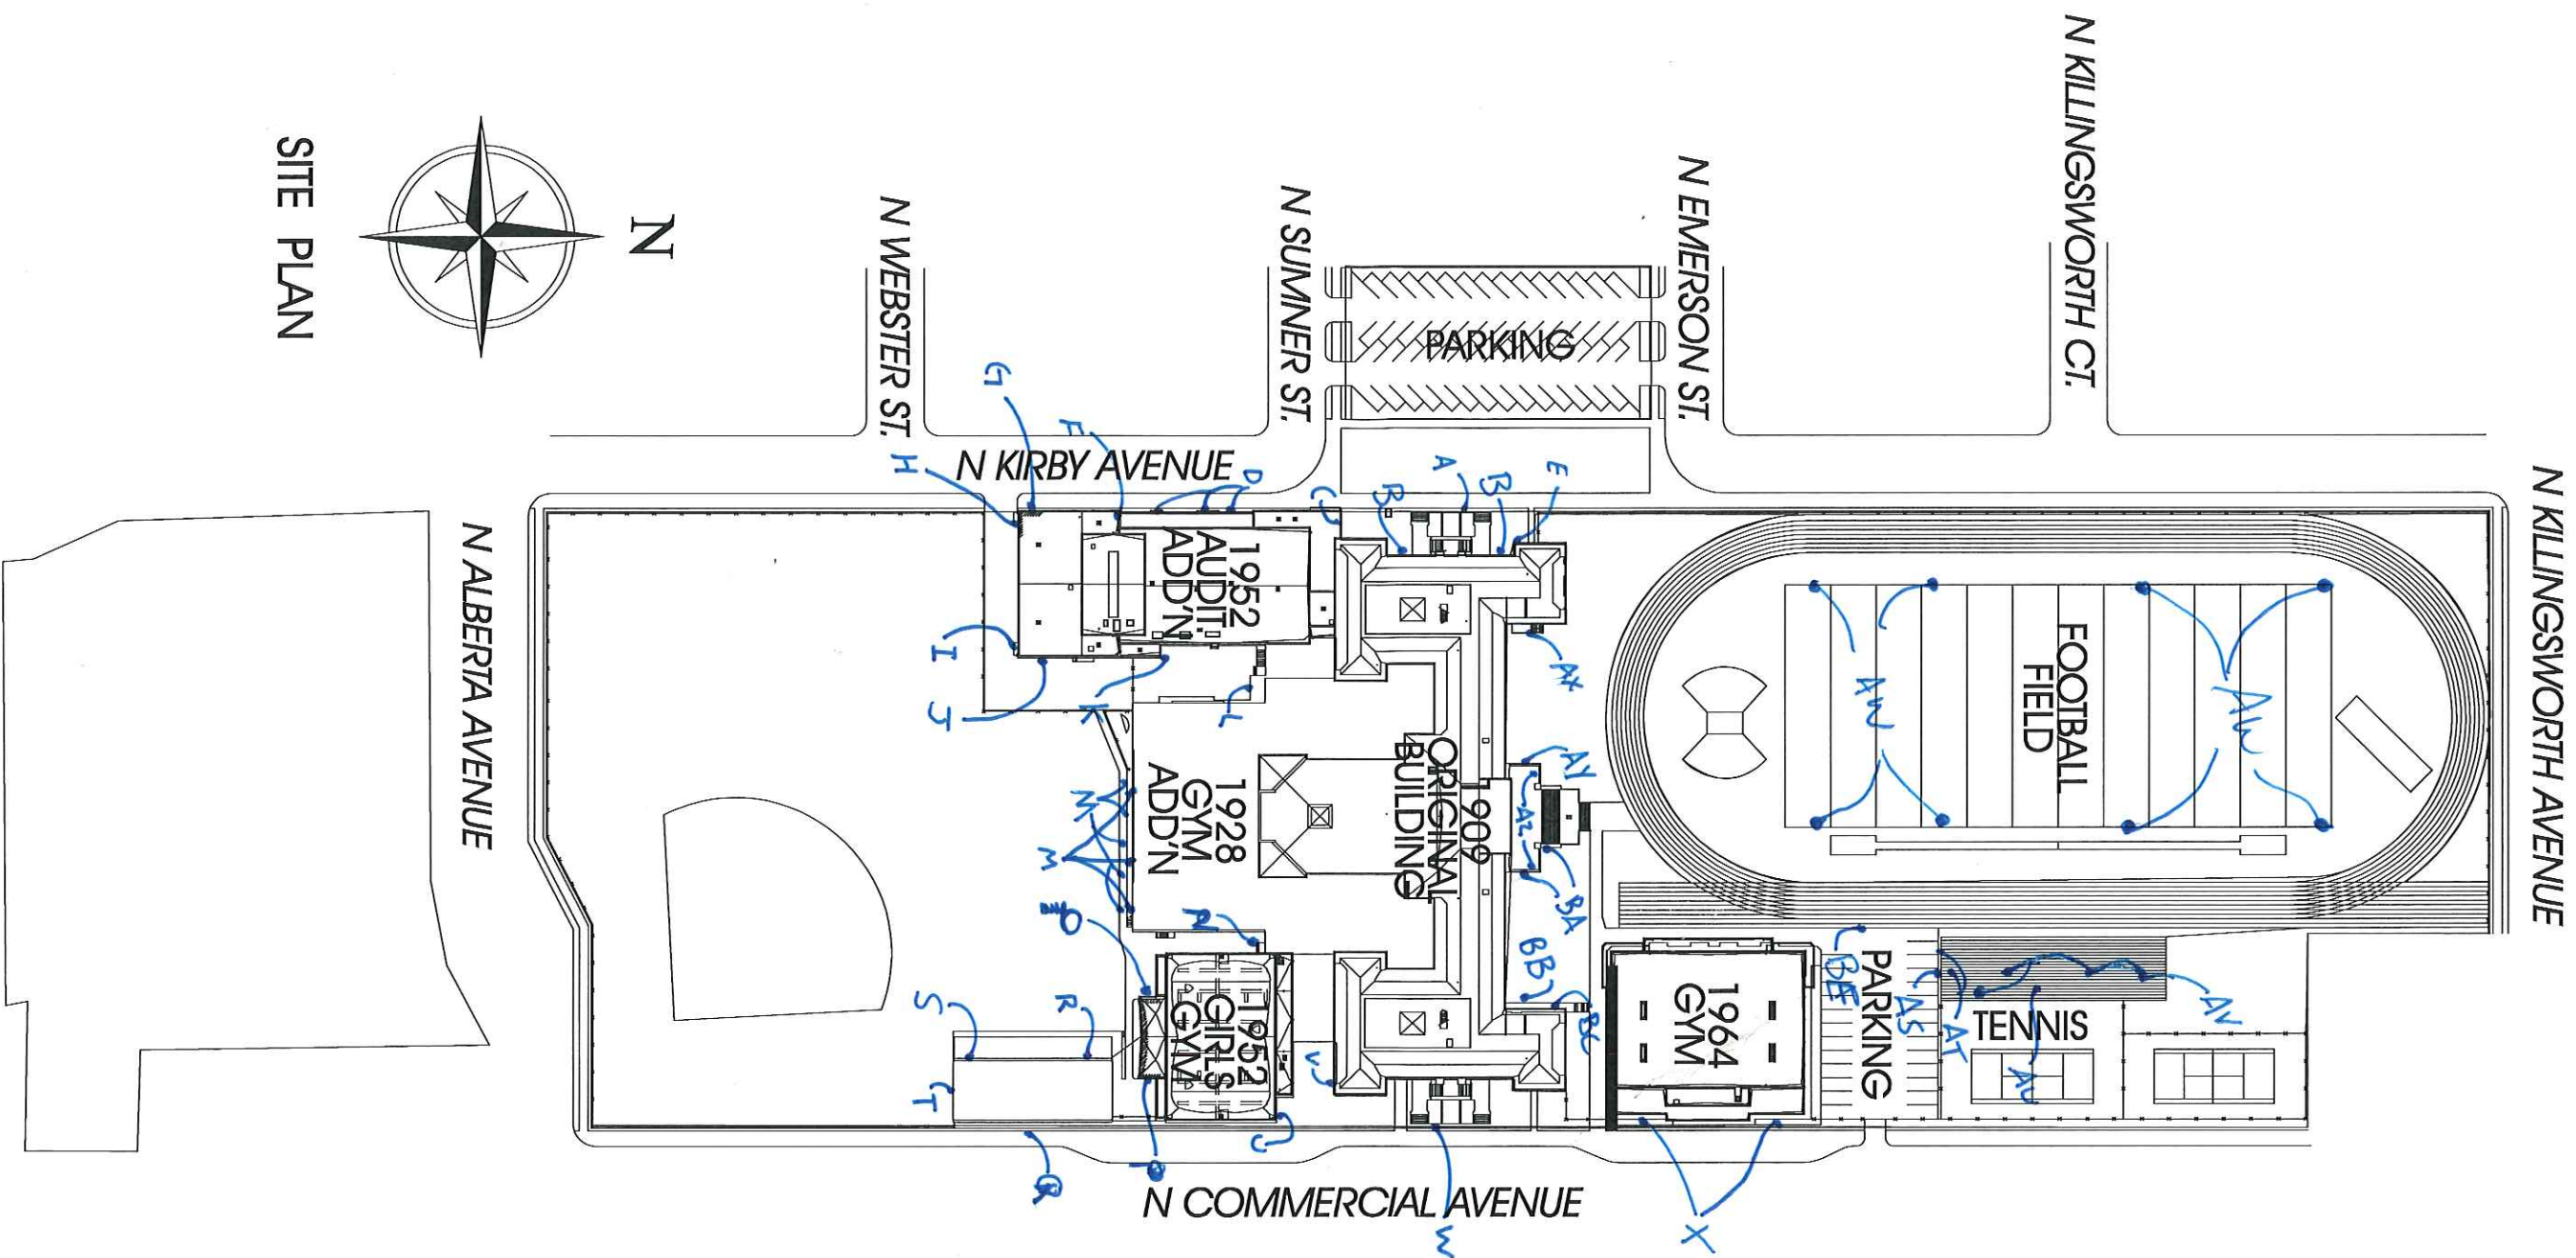 SITE PLAN
N
N WEBSTER ST.
N SUMNER ST.
N EMERSON ST.
N KILLINGSWORTH CT.
N KILLINGSWORTH AVENUE
N KIRBY AVENUE
N ALBERTA AVENUE
N COMMERCIAL AVENUE
PARKING
1952
AUDIT.
ADD'N
1909
ORIGINAL
BUILDING
1928
GYM
ADD'N
1952
GIRLS
GYM
1964
GYM
FOOTBALL
FIELD
PARKING
TENNIS
G
F
H
D
C
B
A
B
E
I
J
K
L
M
N
O
P
Q
R
S
T
U
V
W
X
AX
AY
AZ
BA
BB
BC
BE
AS
AT
AV
AW
AW